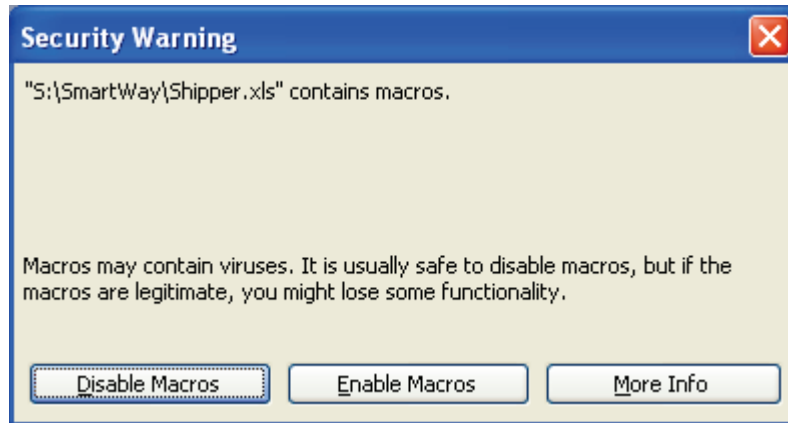 Security Warning
"S:\SmartWay\Shipper.xls" contains macros.
Macros may contain viruses. It is usually safe to disable macros, but if the
macros are legitimate, you might lose some functionality.
Disable Macros Enable Macros More Info